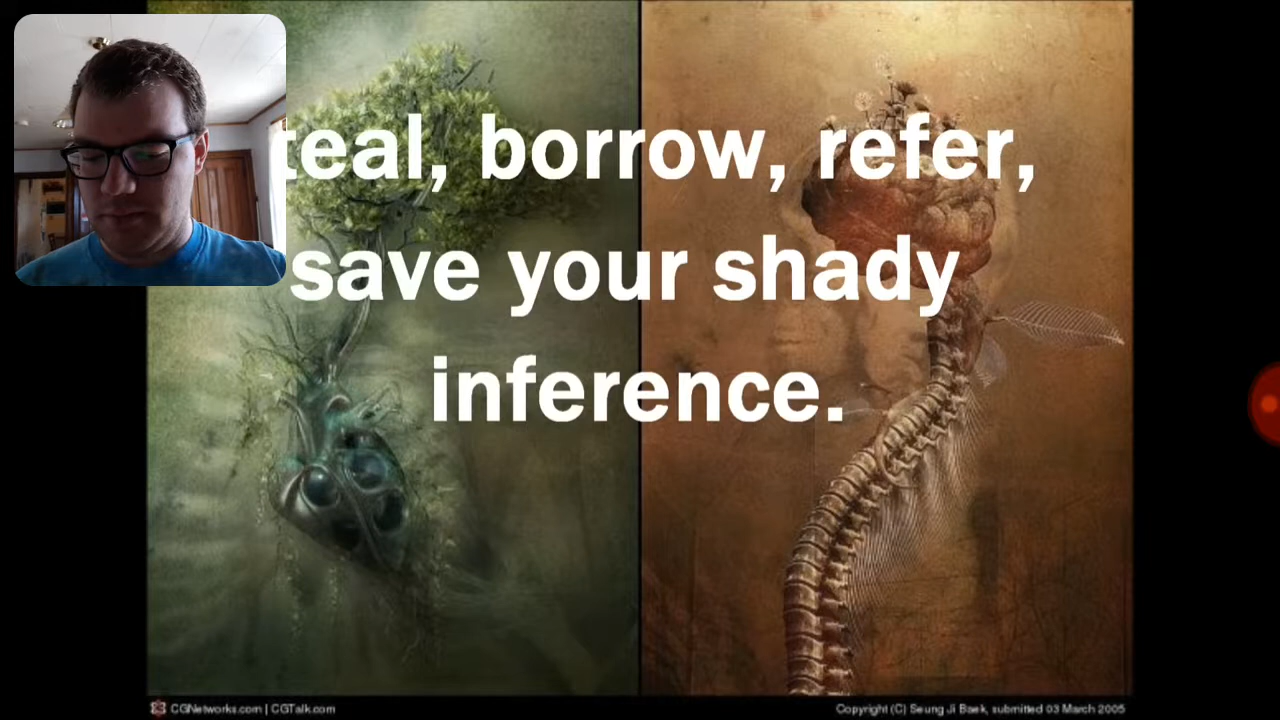 teal, borrow, refer,
save your shady
inference.
CGNetworks.com | CGTalk.com
Copyright (C) Seung Ji Baek, submitted 03 March 2005